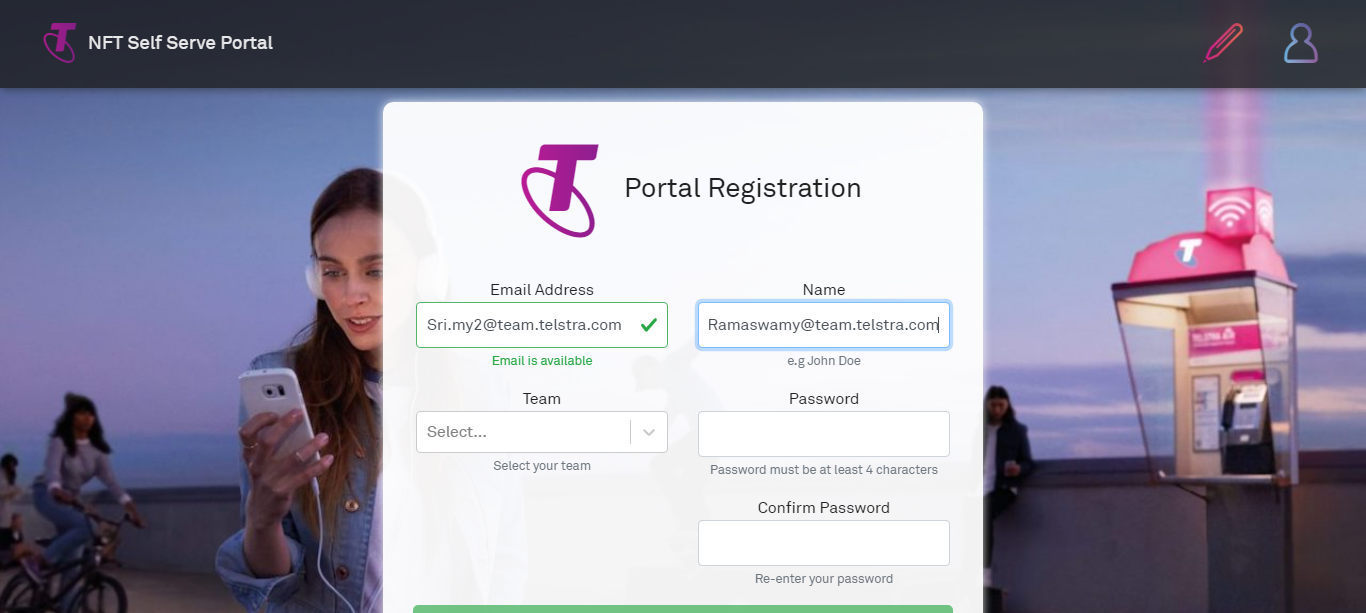 NFT Self Serve Portal
Portal Registration
Email Address
Name
Sri.my2@team.telstra.com
Ramaswamy@team.telstra.com
Email is available
e.g John Doe
Team
Password
Select...
Select your team
Password must be at least 4 characters
Confirm Password
Re-enter your password
TELSTRA AIR